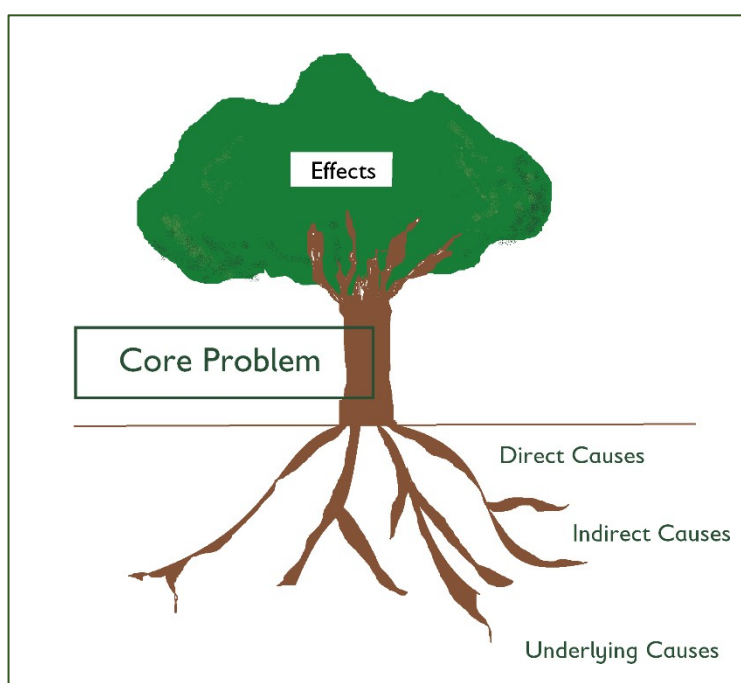 Effects
Core Problem
Direct Causes
Indirect Causes
Underlying Causes